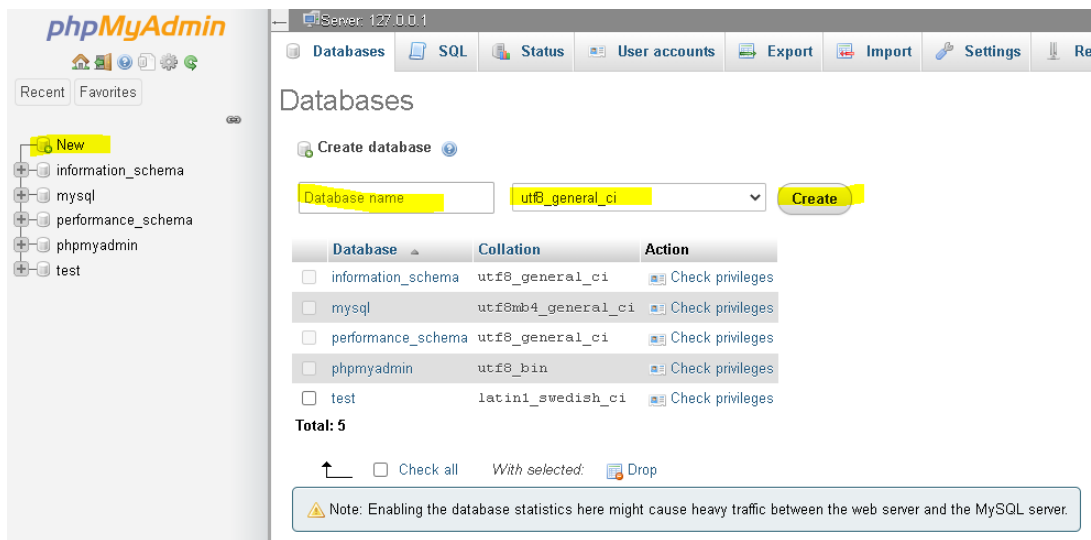 phpMyAdmin
Recent Favorites
New
information_schema
mysql
performance_schema
phpmyadmin
test
Server: 127.0.0.1
Databases SQL Status User accounts Export Import Settings Re
Databases
Create database
Database name utf8_general_ci Create
Database Collation Action
information_schema utf8_general_ci Check privileges
mysql utf8mb4_general_ci Check privileges
performance_schema utf8_general_ci Check privileges
phpmyadmin utf8_bin Check privileges
test latin1_swedish_ci Check privileges
Total: 5
Check all With selected: Drop
Note: Enabling the database statistics here might cause heavy traffic between the web server and the MySQL server.